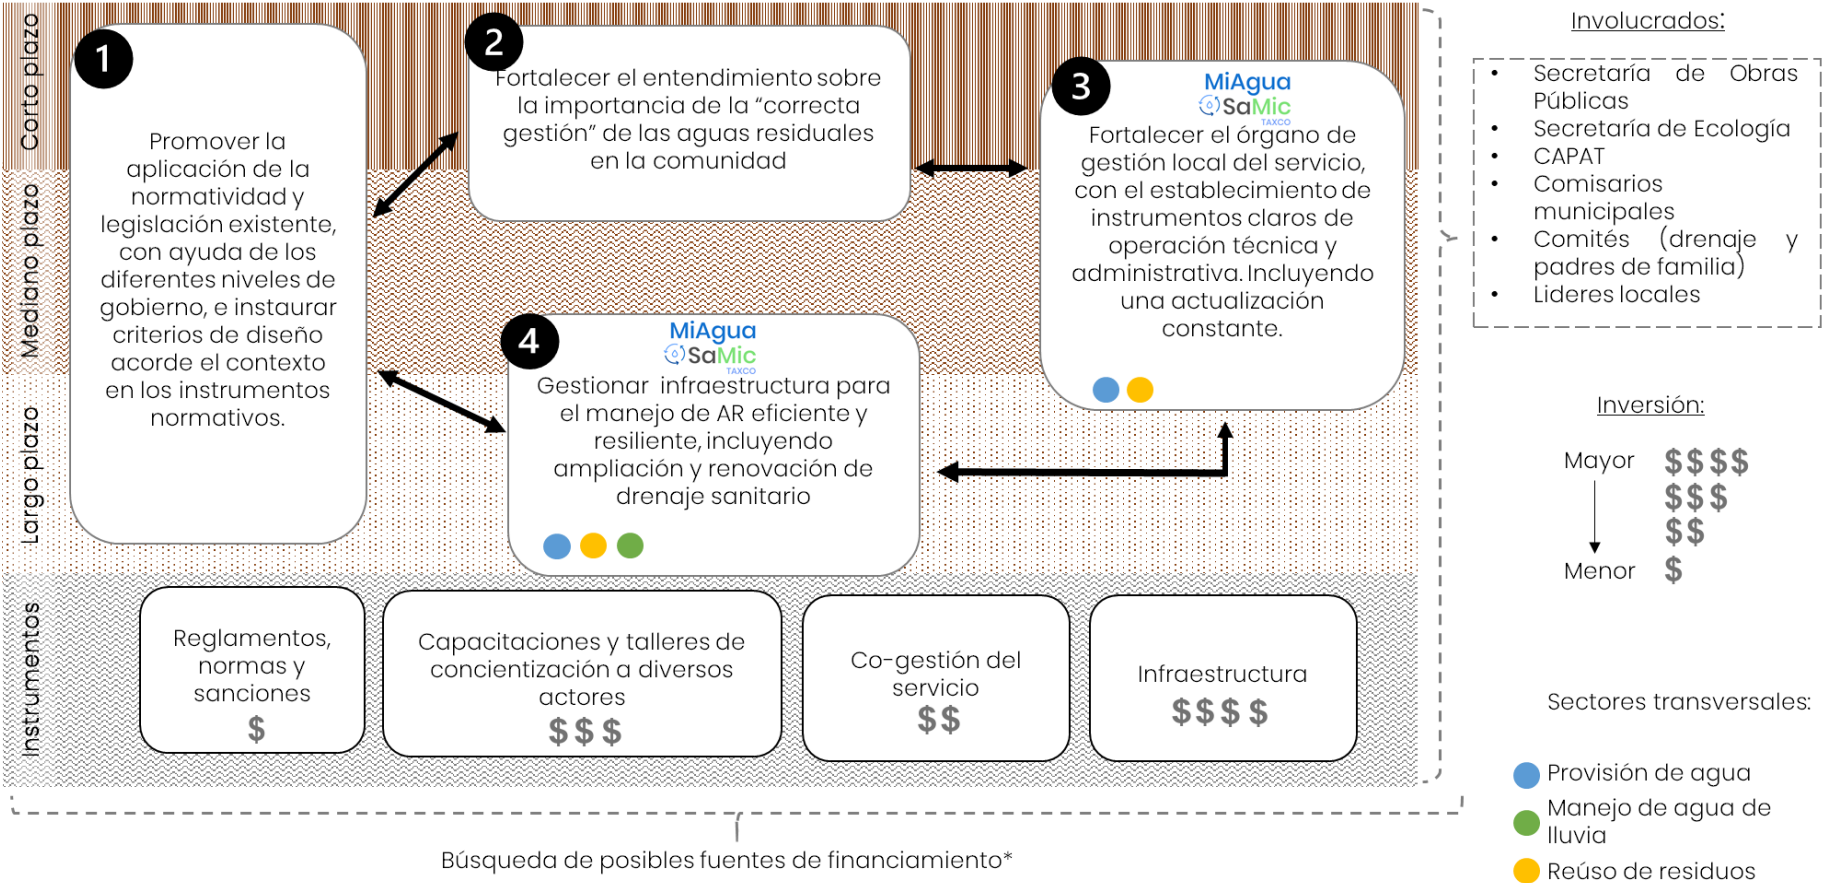 Corto plazo
Mediano plazo
Largo plazo
Instrumentos
1
Promover la
aplicación de la
normatividad y
legislación existente,
con ayuda de los
diferentes niveles de
gobierno, e instaurar
criterios de diseño
acorde el contexto
en los instrumentos
normativos.
2
Fortalecer el entendimiento sobre
la importancia de la “correcta
gestión” de las aguas residuales
en la comunidad
3
MiAgua
SaMic
TAXCO
Fortalecer el órgano de
gestión local del servicio,
con el establecimiento de
instrumentos claros de
operación técnica y
administrativa. Incluyendo
una actualización
constante.
4
MiAgua
SaMic
TAXCO
Gestionar infraestructura para
el manejo de AR eficiente y
resiliente, incluyendo
ampliación y renovación de
drenaje sanitario
Reglamentos,
normas y
sanciones
$
Capacitaciones y talleres de
concientización a diversos
actores
$$$
Co-gestión del
servicio
$$
Infraestructura
$$$$
Búsqueda de posibles fuentes de financiamiento*
Involucrados:
• Secretaría de Obras
Públicas
• Secretaría de Ecología
• CAPAT
• Comisarios
municipales
• Comités (drenaje y
padres de familia)
• Lideres locales
Inversión:
Mayor $$$$
$$$
$$
Menor $
Sectores transversales:
Provisión de agua
Manejo de agua de
lluvia
Reúso de residuos